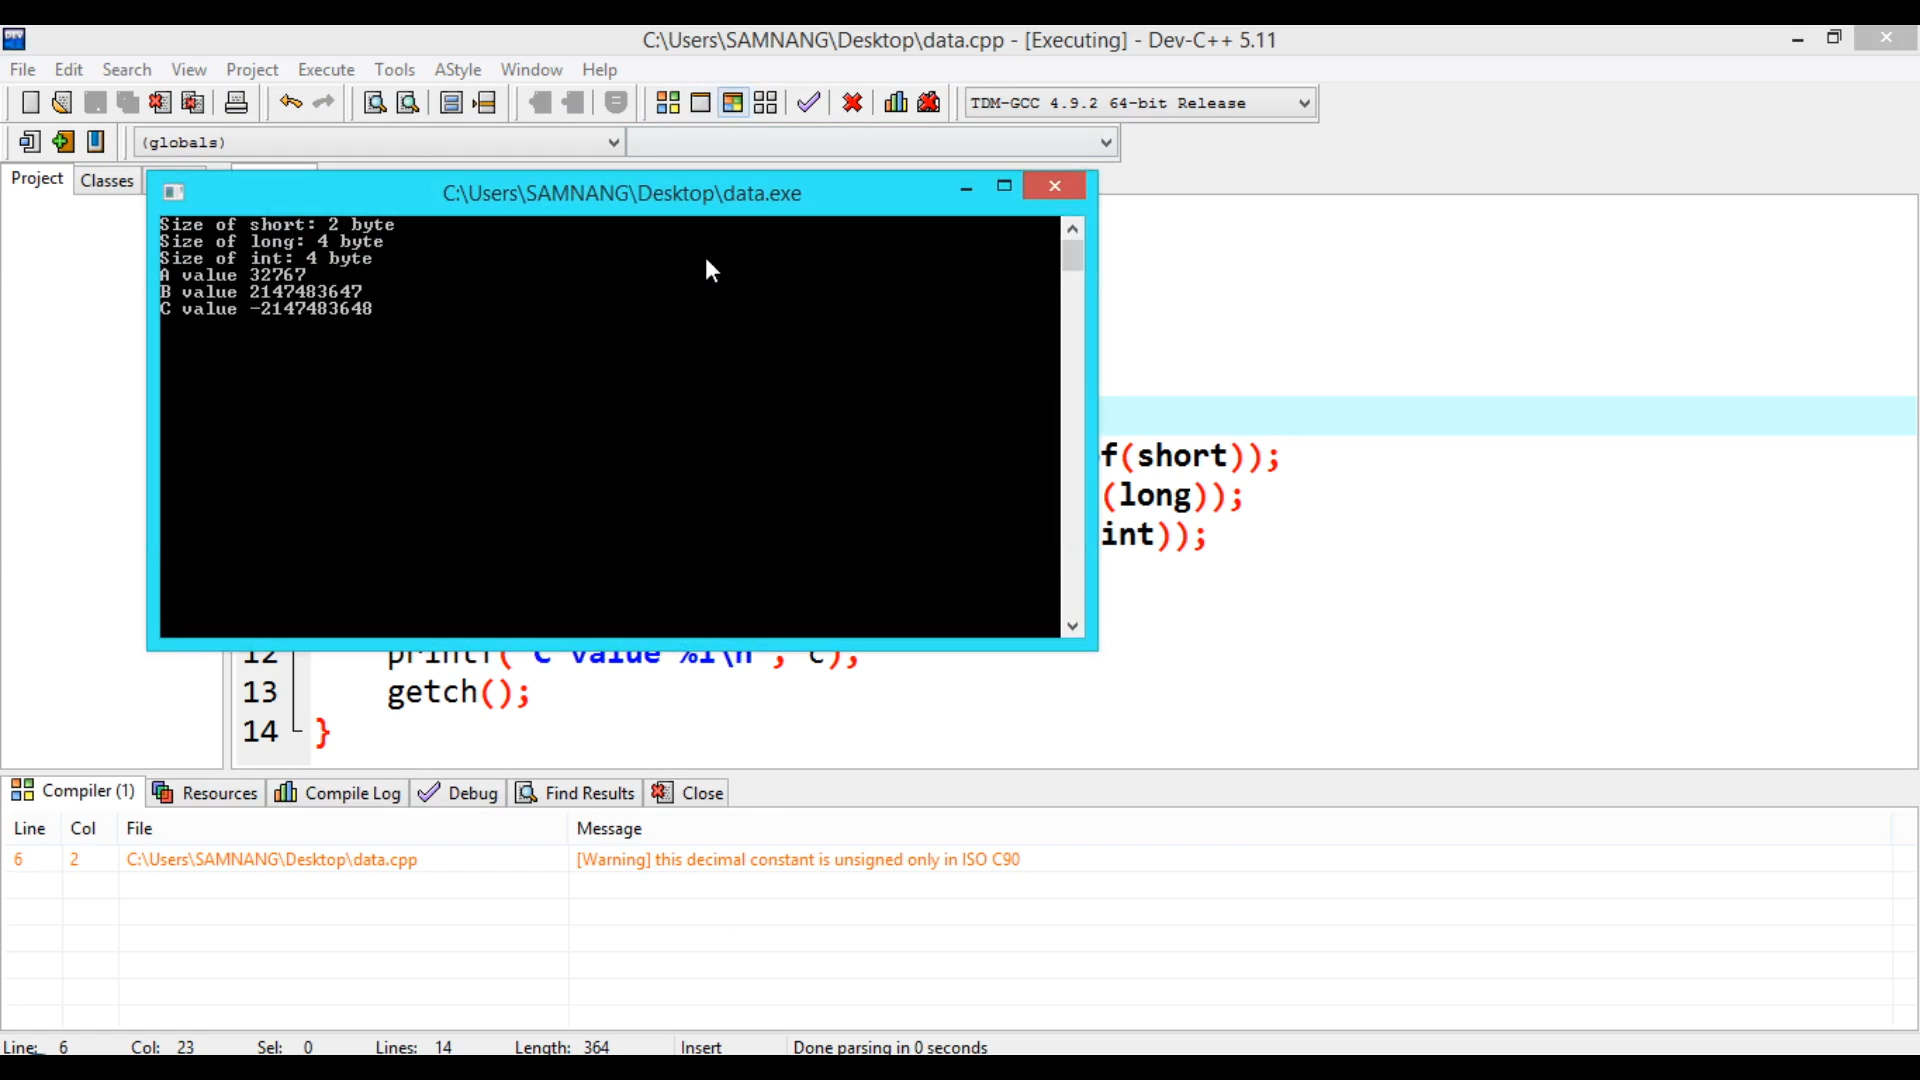 C:\Users\SAMNANG\Desktop\data.cpp - [Executing] - Dev-C++ 5.11
File Edit Search View Project Execute Tools AStyle Window Help
TDM-GCC 4.9.2 64-bit Release
(globals)
Project Classes
C:\Users\SAMNANG\Desktop\data.exe
Size of short: 2 byte
Size of long: 4 byte
Size of int: 4 byte
A value 32767
B value 2147483647
C value -2147483648
f(short));
(long));
int));
12 printf("C value %i\n", c);
13 getch();
14 }
Compiler (1) Resources Compile Log Debug Find Results Close
Line Col File Message
6 2 C:\Users\SAMNANG\Desktop\data.cpp [Warning] this decimal constant is unsigned only in ISO C90
Line: 6 Col: 23 Sel: 0 Lines: 14 Length: 364 Insert Done parsing in 0 seconds